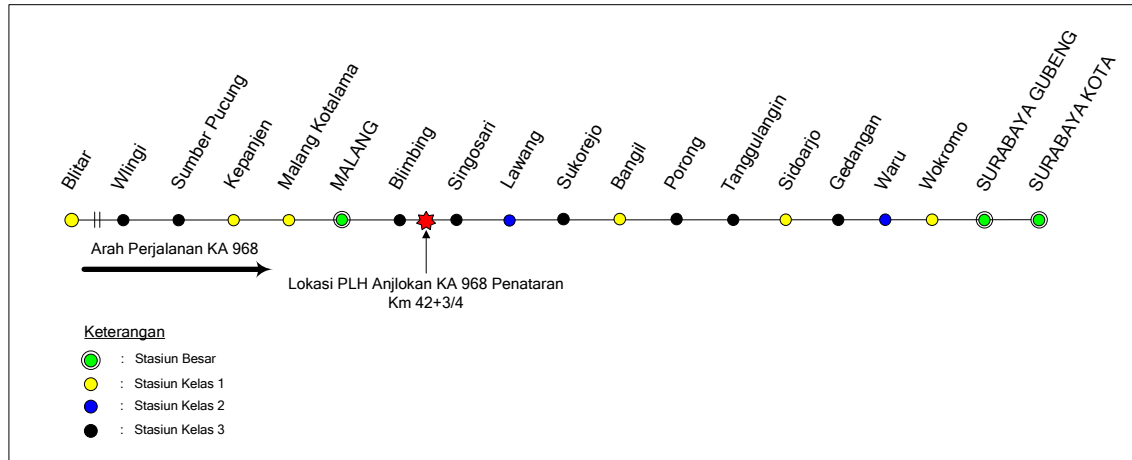 Blitar
Wlingi
Sumber Pucung
Kepanjen
Malang Kotalama
MALANG
Blimbing
Singosari
Lawang
Sukorejo
Bangil
Porong
Tanggulangin
Sidoarjo
Gedangan
Waru
Wokromo
SURABAYA GUBENG
SURABAYA KOTA
Arah Perjalanan KA 968
Lokasi PLH Anjlokan KA 968 Penataran
Km 42+3/4
Keterangan
: Stasiun Besar
: Stasiun Kelas 1
: Stasiun Kelas 2
: Stasiun Kelas 3